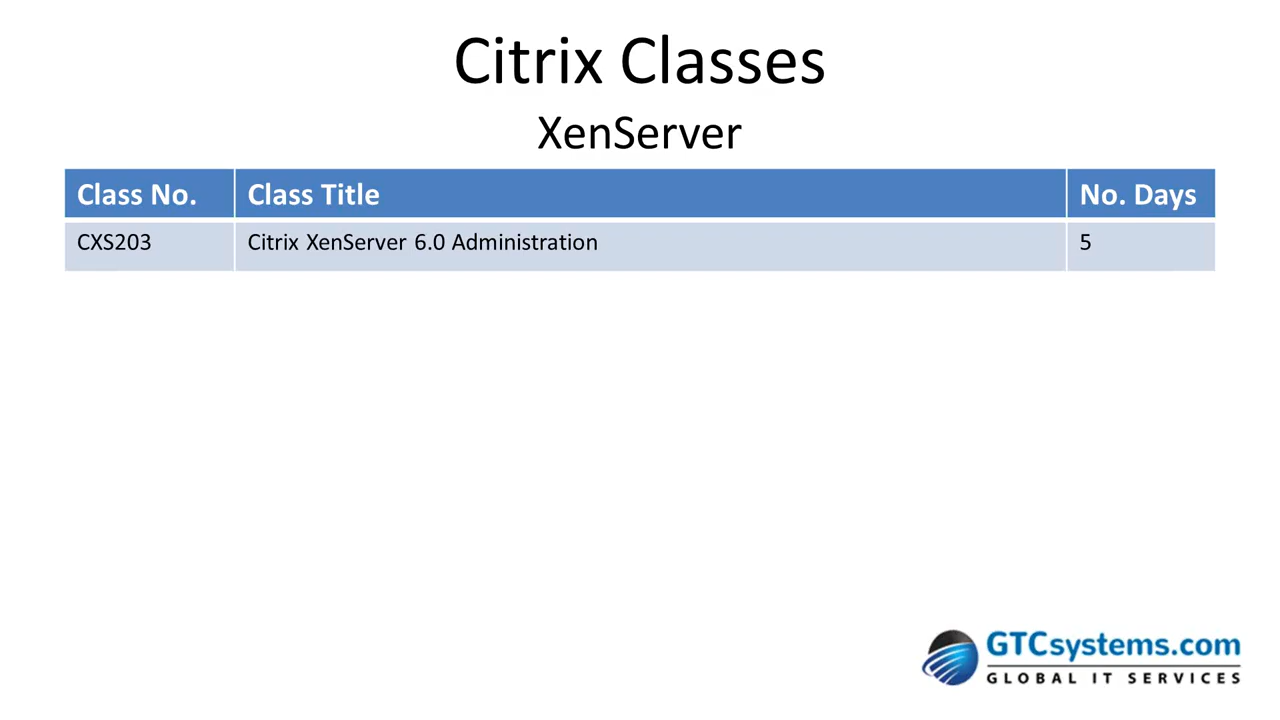 Citrix Classes
XenServer
Class No. Class Title No. Days
CXS203 Citrix XenServer 6.0 Administration 5
GTCsystems.com
GLOBAL IT SERVICES